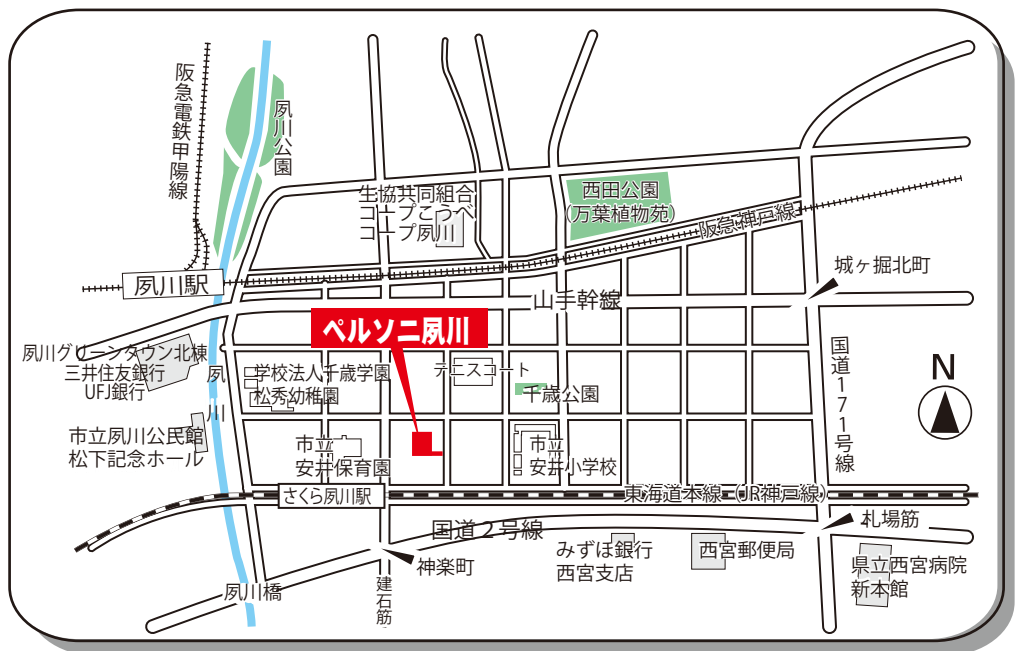 阪急電鉄甲陽線
夙川公園
生協共同組合
コープこうべ
コープ夙川
西田公園
(万葉植物苑)
阪急神戸線
夙川駅
城ヶ掘北町
山手幹線
ペルソニ夙川
夙川グリーンタウン北棟
三井住友銀行
UFJ銀行
夙川
学校法人千歳学園
松秀幼稚園
テニスコート
千歳公園
国道171号線
N
市立夙川公民館
松下記念ホール
市立
安井保育園
市立
安井小学校
さくら夙川駅
東海道本線（JR神戸線）
国道２号線
札場筋
みずほ銀行
西宮支店
西宮郵便局
神楽町
県立西宮病院
新本館
夙川橋
建石筋